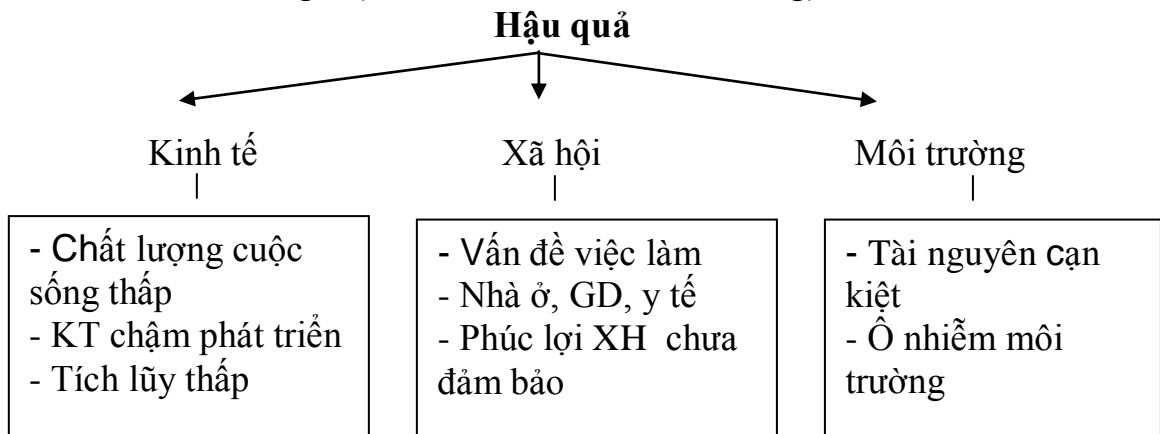 Hậu quả
Kinh tế
Xã hội
Môi trường
- Chất lượng cuộc
sống thấp
- KT chậm phát triển
- Tích lũy thấp
- Vấn đề việc làm
- Nhà ở, GD, y tế
- Phúc lợi XH chưa
đảm bảo
- Tài nguyên cạn
kiệt
- Ô nhiễm môi
trường